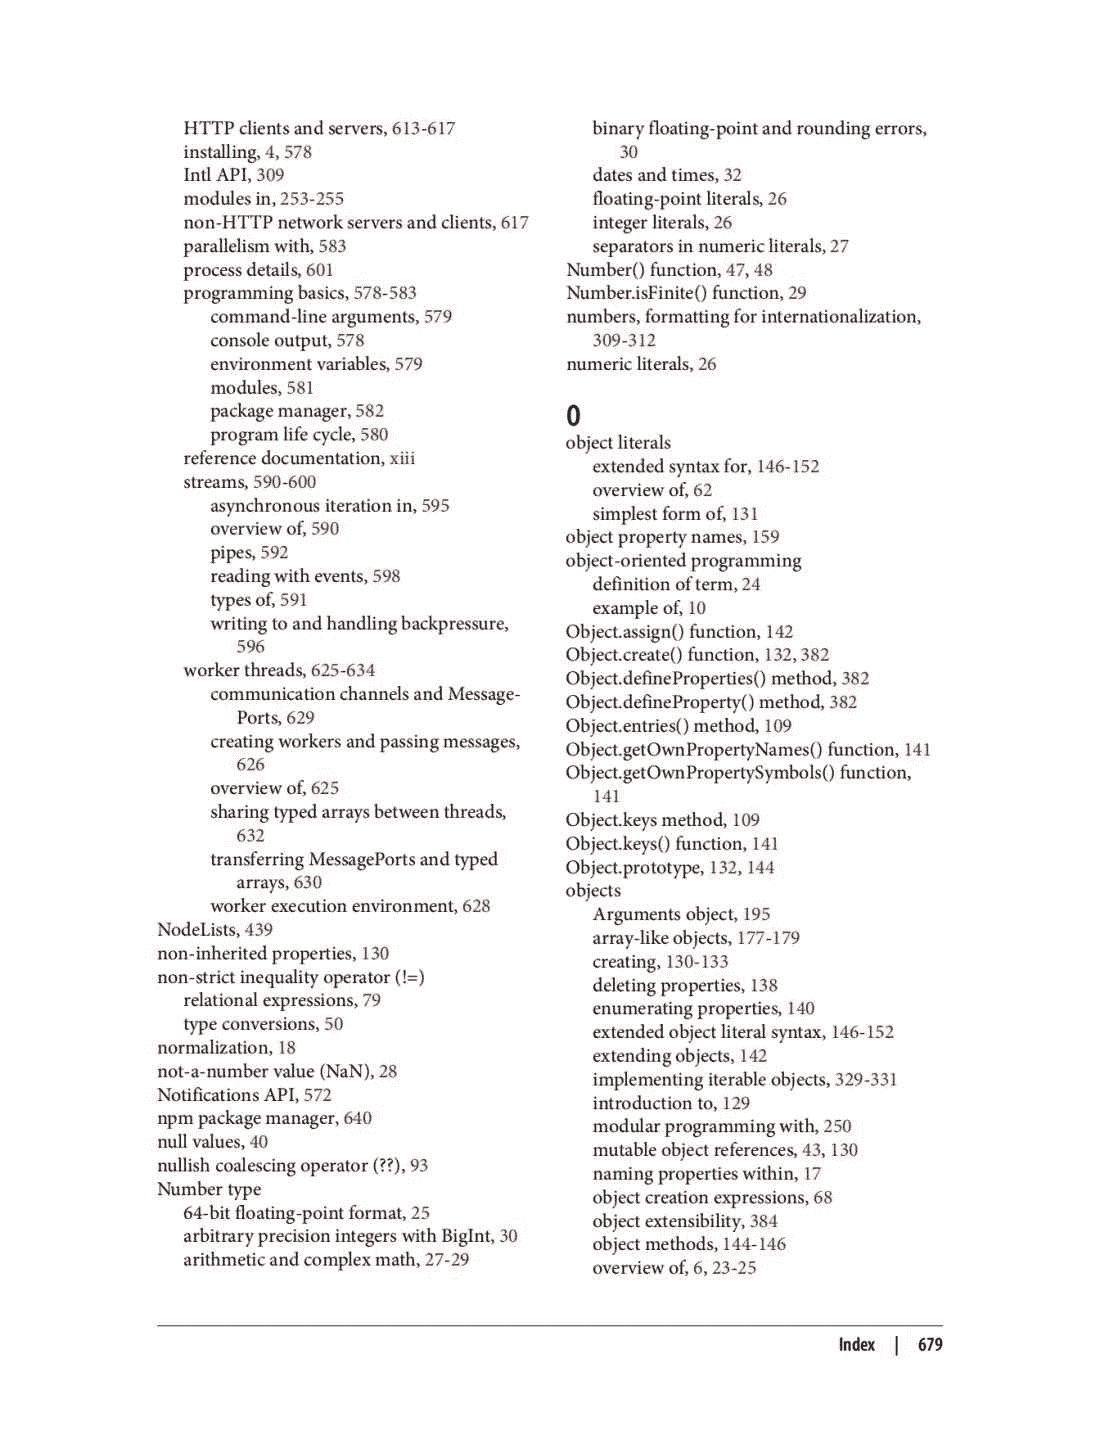 HTTP clients and servers, 613-617
installing, 4, 578
Intl API, 309
modules in, 253-255
non-HTTP network servers and clients, 617
parallelism with, 583
process details, 601
programming basics, 578-583
command-line arguments, 579
console output, 578
environment variables, 579
modules, 581
package manager, 582
program life cycle, 580
reference documentation, xiii
streams, 590-600
asynchronous iteration in, 595
overview of, 590
pipes, 592
reading with events, 598
types of, 591
writing to and handling backpressure,
596
worker threads, 625-634
communication channels and Message-
Ports, 629
creating workers and passing messages,
626
overview of, 625
sharing typed arrays between threads,
632
transferring MessagePorts and typed
arrays, 630
worker execution environment, 628
NodeLists, 439
non-inherited properties, 130
non-strict inequality operator (!=)
relational expressions, 79
type conversions, 50
normalization, 18
not-a-number value (NaN), 28
Notifications API, 572
npm package manager, 640
null values, 40
nullish coalescing operator (??), 93
Number type
64-bit floating-point format, 25
arbitrary precision integers with BigInt, 30
arithmetic and complex math, 27-29
binary floating-point and rounding errors,
30
dates and times, 32
floating-point literals, 26
integer literals, 26
separators in numeric literals, 27
Number() function, 47, 48
Number.isFinite() function, 29
numbers, formatting for internationalization,
309-312
numeric literals, 26
O
object literals
extended syntax for, 146-152
overview of, 62
simplest form of, 131
object property names, 159
object-oriented programming
definition of term, 24
example of, 10
Object.assign() function, 142
Object.create() function, 132, 382
Object.defineProperties() method, 382
Object.defineProperty() method, 382
Object.entries() method, 109
Object.getOwnPropertyNames() function, 141
Object.getOwnPropertySymbols() function,
141
Object.keys method, 109
Object.keys() function, 141
Object.prototype, 132, 144
objects
Arguments object, 195
array-like objects, 177-179
creating, 130-133
deleting properties, 138
enumerating properties, 140
extended object literal syntax, 146-152
extending objects, 142
implementing iterable objects, 329-331
introduction to, 129
modular programming with, 250
mutable object references, 43, 130
naming properties within, 17
object creation expressions, 68
object extensibility, 384
object methods, 144-146
overview of, 6, 23-25
Index | 679